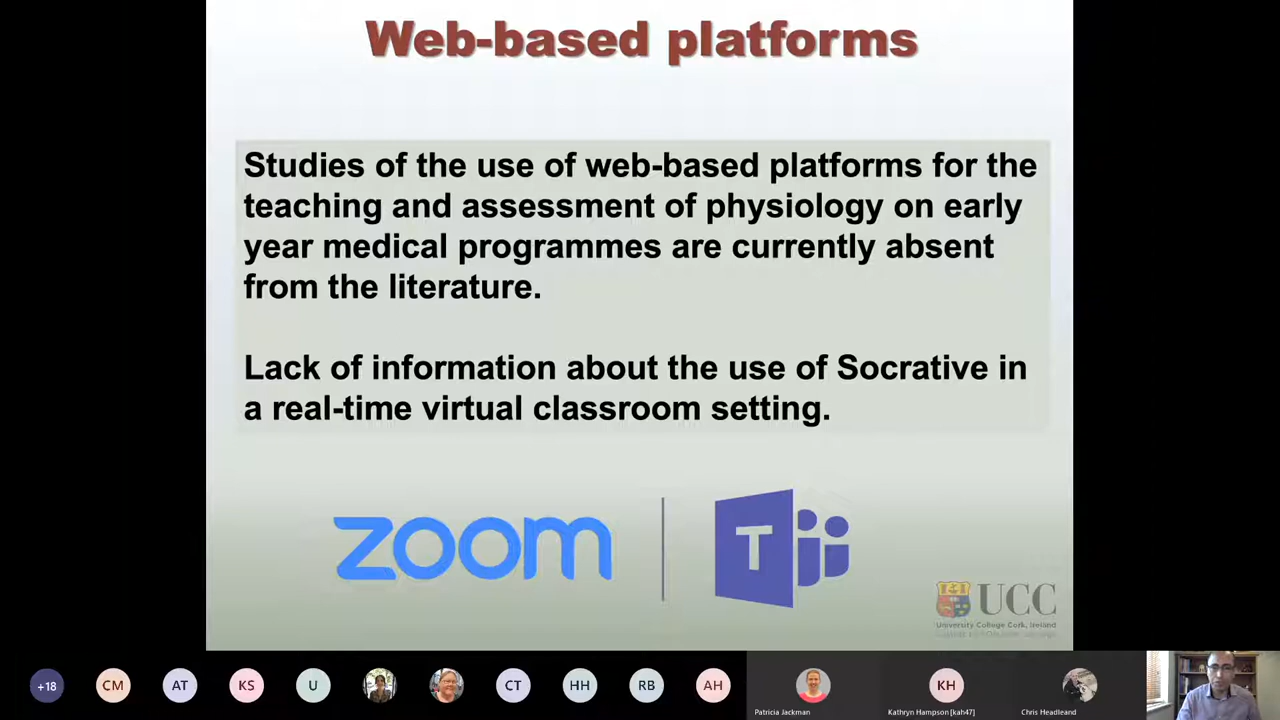 Web-based platforms
Studies of the use of web-based platforms for the
teaching and assessment of physiology on early
year medical programmes are currently absent
from the literature.
Lack of information about the use of Socrative in
a real-time virtual classroom setting.
zoom
T
UCC
University College Cork, Ireland
+18
CM
AT
KS
U
CT
HH
RB
AH
Patricia Jackman
KH
Kathryn Hampson [kah47]
Chris Headleand